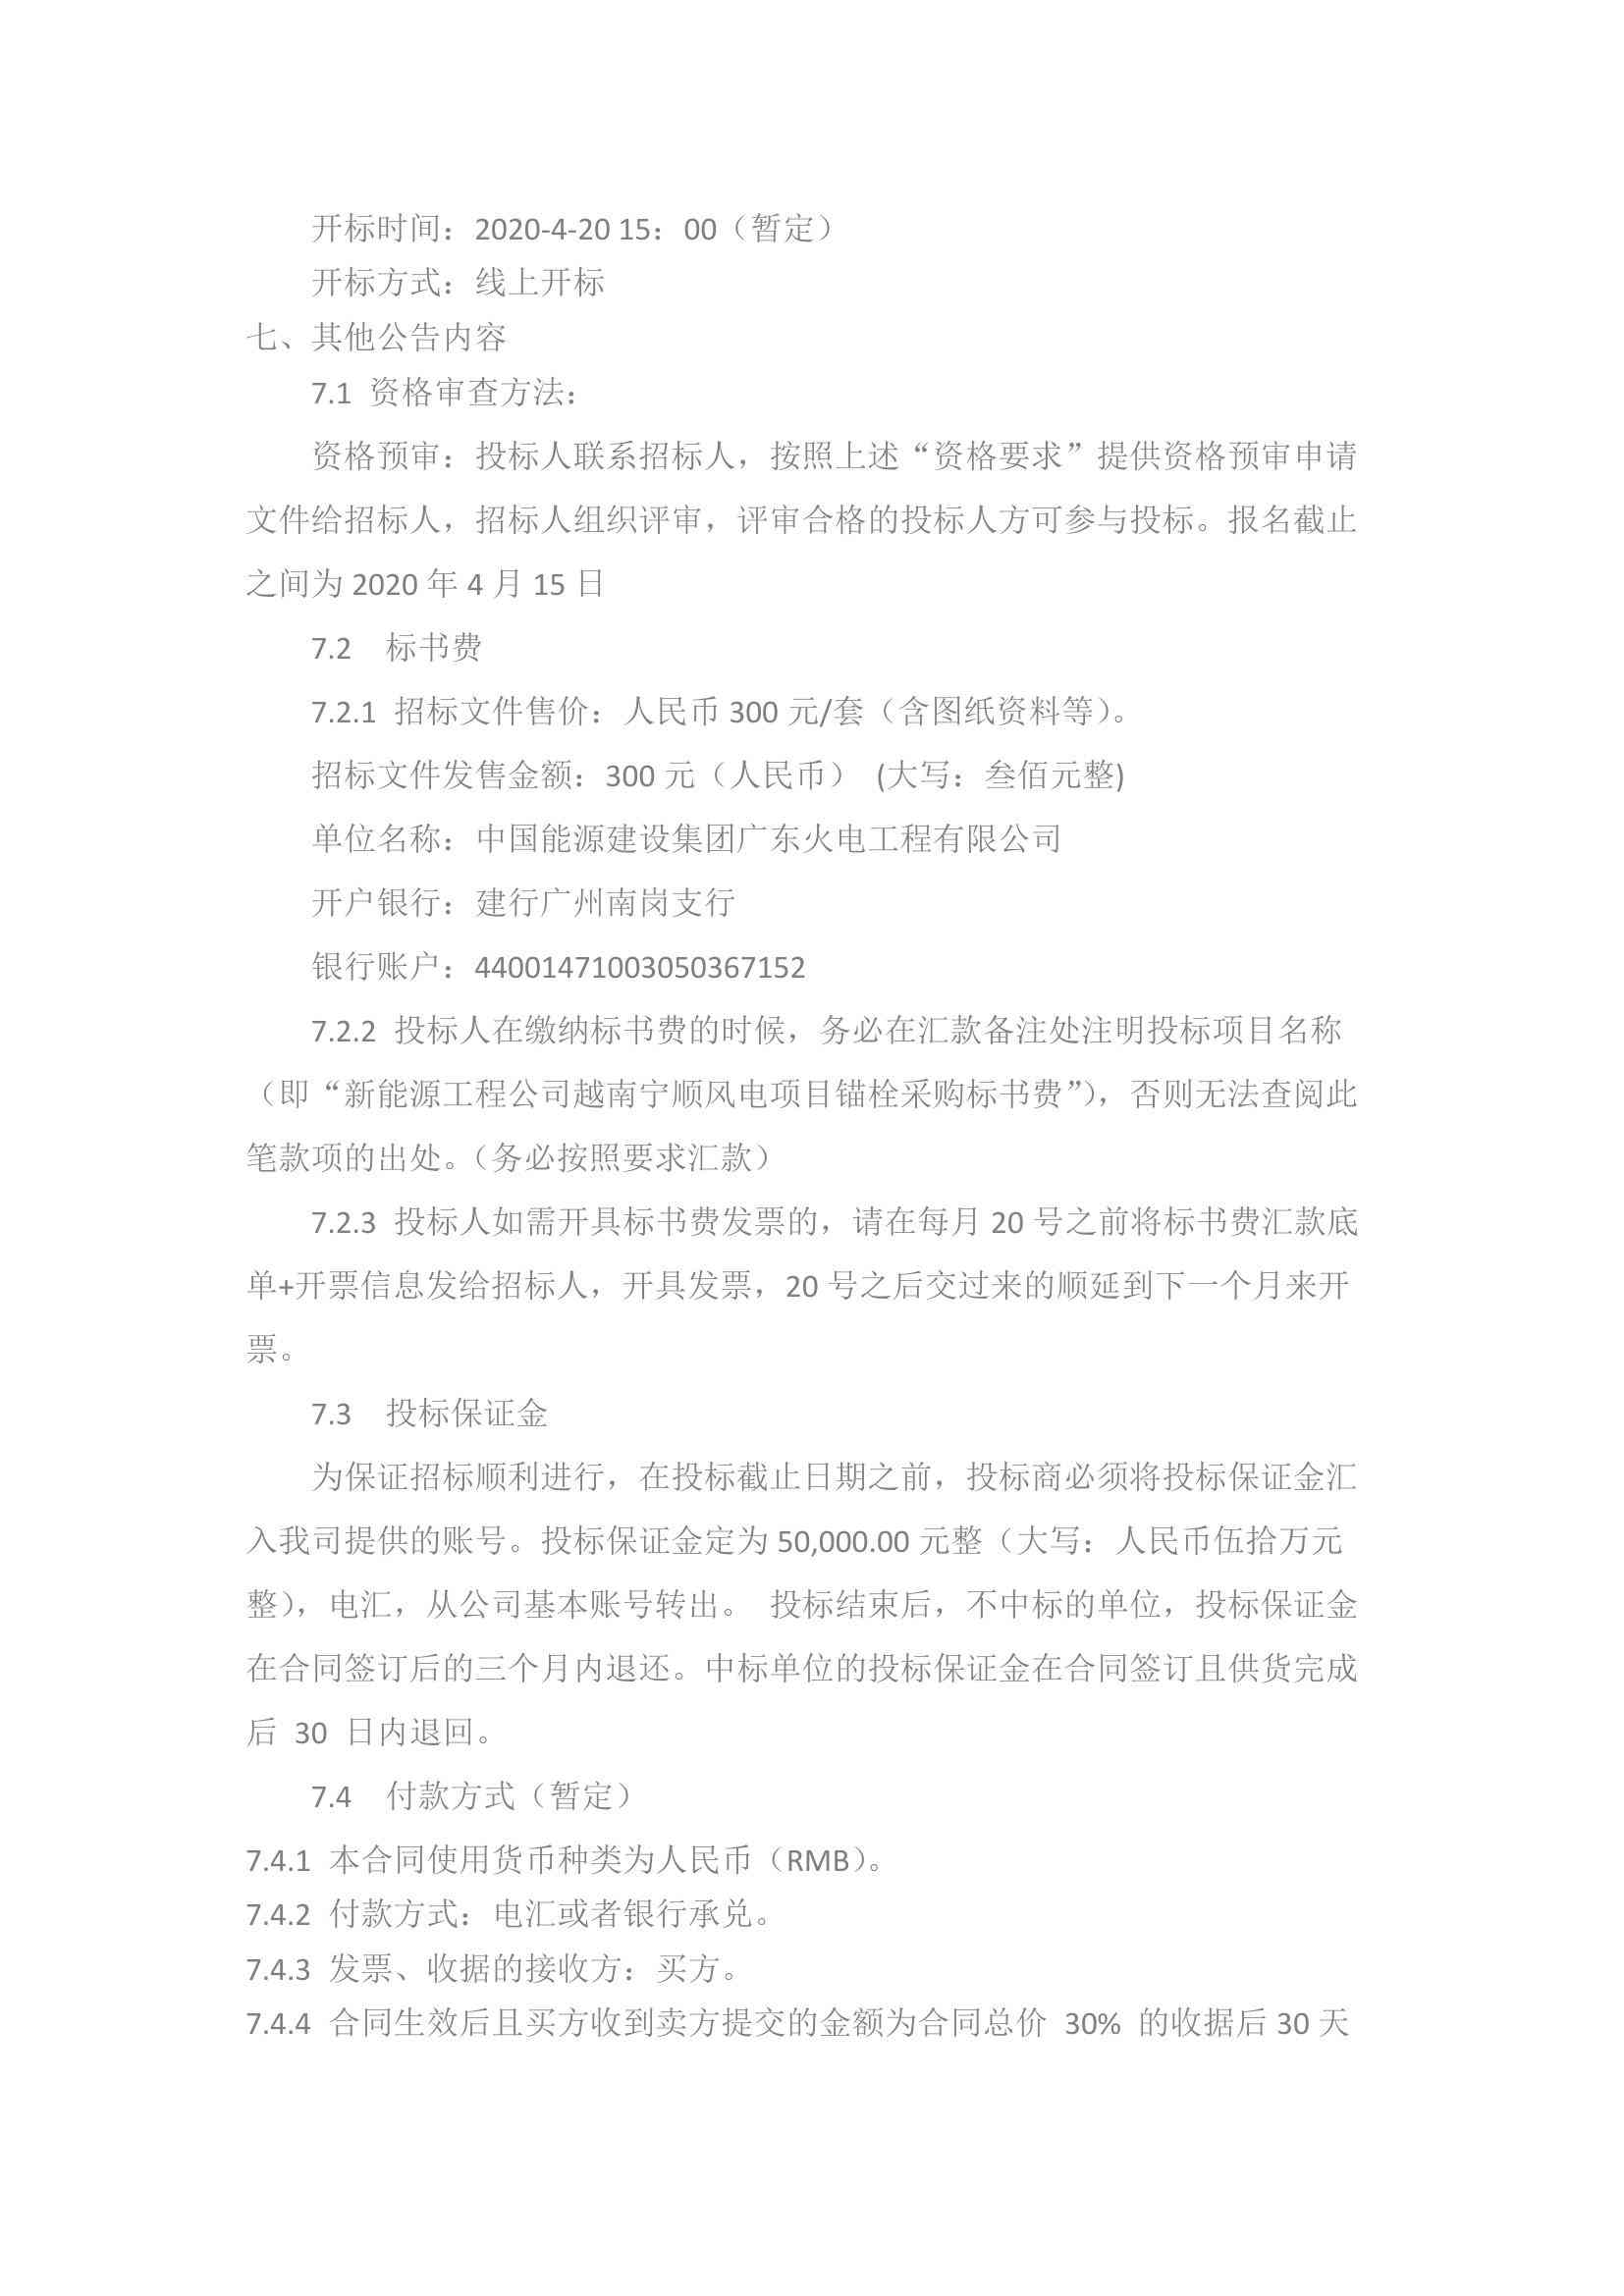 开标时间：2020-4-20 15：00（暂定）
开标方式：线上开标
七、其他公告内容
7.1 资格审查方法：
资格预审：投标人联系招标人，按照上述“资格要求”提供资格预审申请
文件给招标人，招标人组织评审，评审合格的投标人方可参与投标。报名截止
之间为 2020 年 4 月 15 日
7.2 标书费
7.2.1 招标文件售价：人民币 300 元/套（含图纸资料等）。
招标文件发售金额：300 元（人民币） (大写：叁佰元整)
单位名称：中国能源建设集团广东火电工程有限公司
开户银行：建行广州南岗支行
银行账户：44001471003050367152
7.2.2 投标人在缴纳标书费的时候，务必在汇款备注处注明投标项目名称
（即“新能源工程公司越南宁顺风电项目锚栓采购标书费”），否则无法查阅此
笔款项的出处。（务必按照要求汇款）
7.2.3 投标人如需开具标书费发票的，请在每月 20 号之前将标书费汇款底
单+开票信息发给招标人，开具发票，20 号之后交过来的顺延到下一个月来开
票。
7.3 投标保证金
为保证招标顺利进行，在投标截止日期之前，投标商必须将投标保证金汇
入我司提供的账号。投标保证金定为 50,000.00 元整（大写：人民币伍拾万元
整），电汇，从公司基本账号转出。 投标结束后，不中标的单位，投标保证金
在合同签订后的三个月内退还。中标单位的投标保证金在合同签订且供货完成
后 30 日内退回。
7.4 付款方式（暂定）
7.4.1 本合同使用货币种类为人民币（RMB）。
7.4.2 付款方式：电汇或者银行承兑。
7.4.3 发票、收据的接收方：买方。
7.4.4 合同生效后且买方收到卖方提交的金额为合同总价 30% 的收据后 30 天